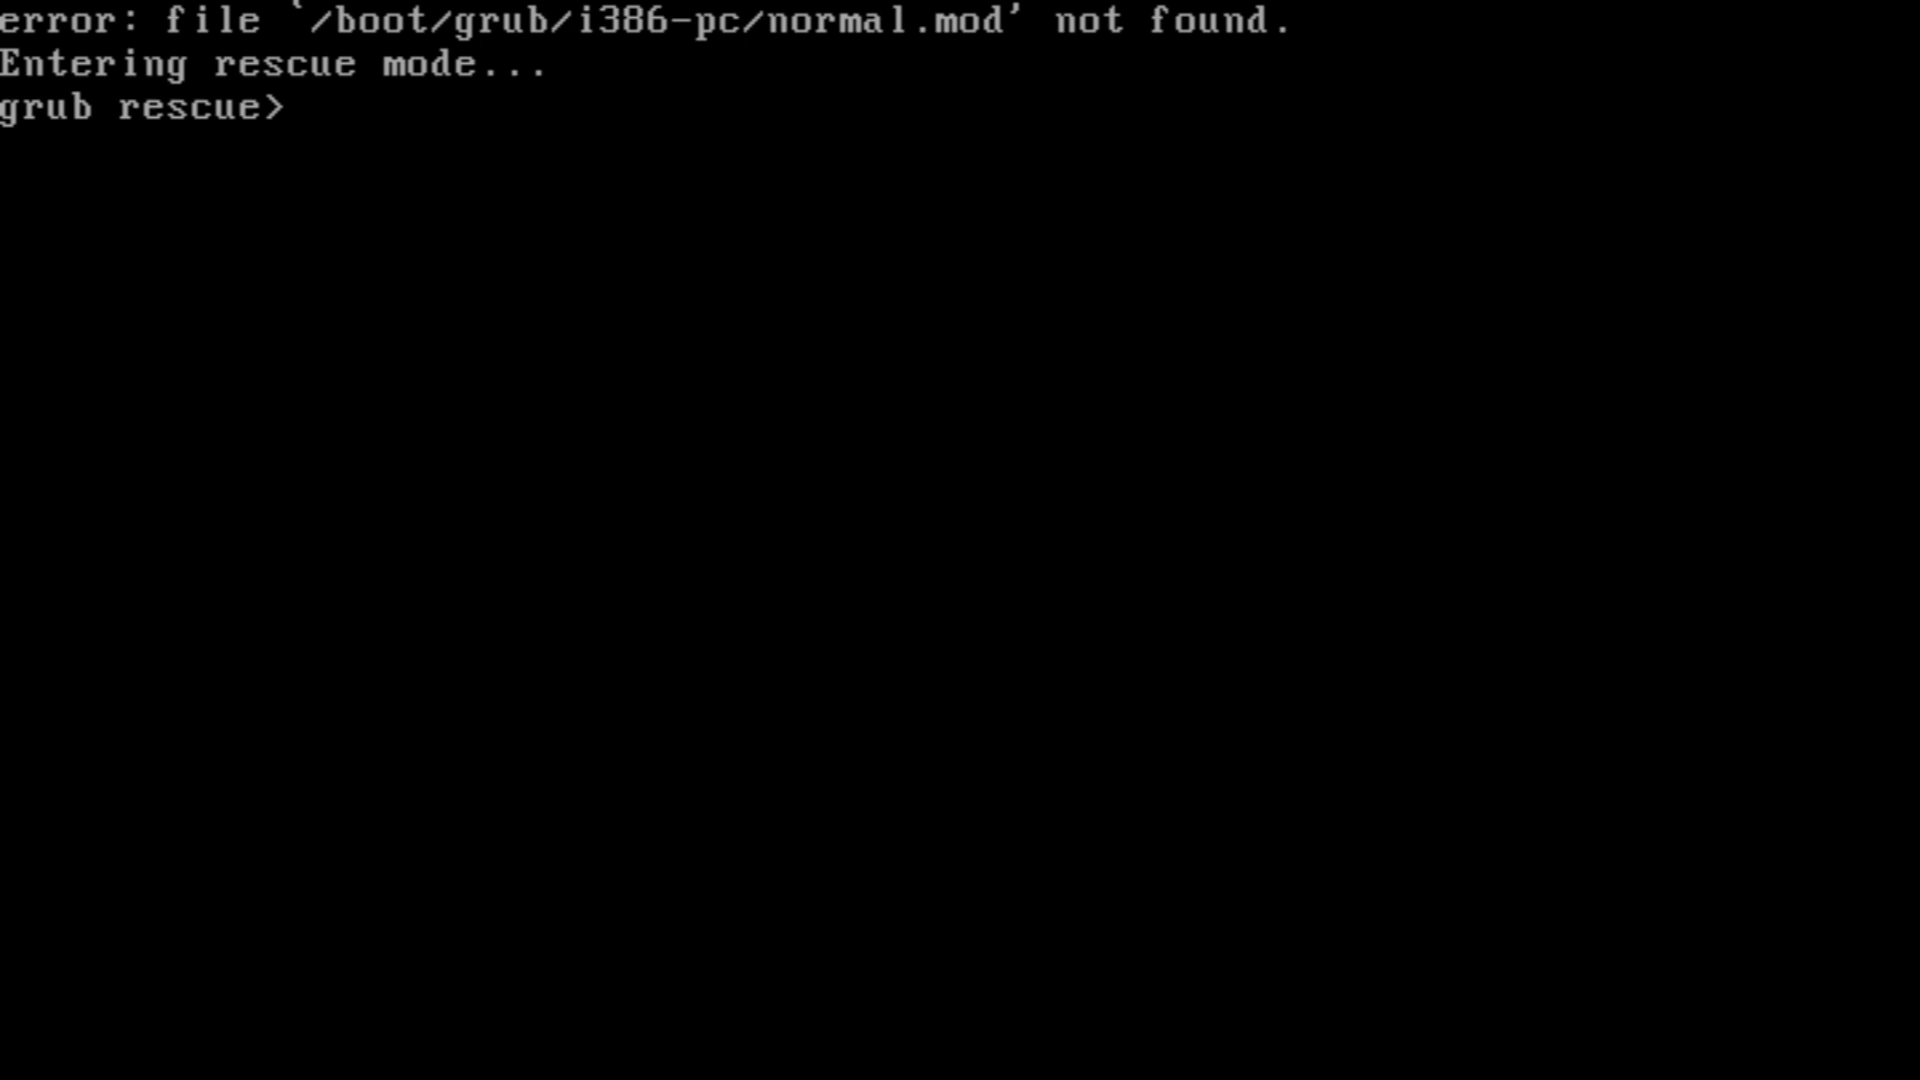 error: file `/boot/grub/i386-pc/normal.mod' not found.
Entering rescue mode...
grub rescue>